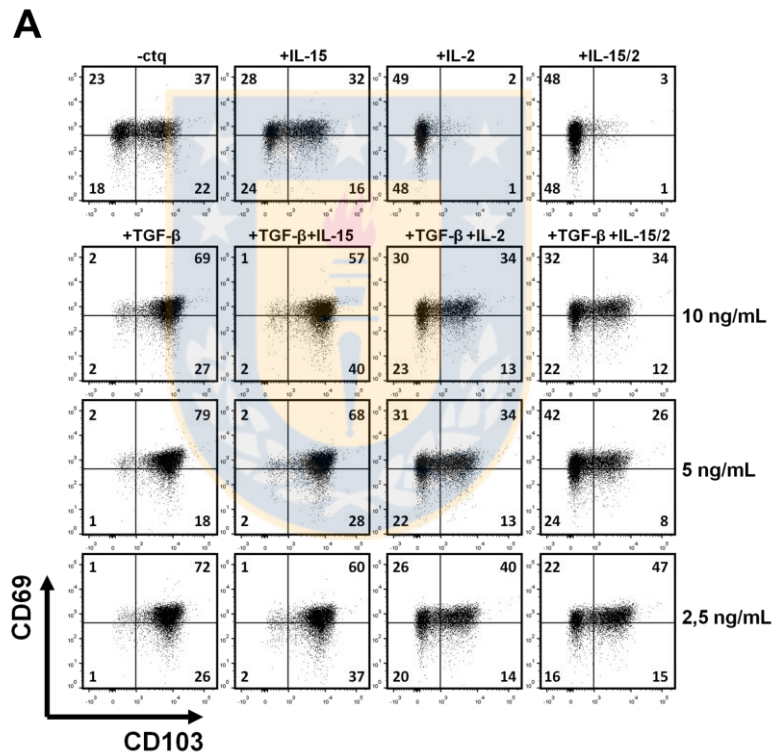 A
-ctq +IL-15 +IL-2 +IL-15/2
23 37 28 32 49 2 48 3
18 22 24 16 48 1 48 1
+TGF-β +TGF-β+IL-15 +TGF-β+IL-2 +TGF-β+IL-15/2
2 69 1 57 30 34 32 34
10 ng/mL
2 27 2 40 23 13 22 12
2 79 2 68 31 34 42 26
5 ng/mL
1 18 2 28 22 13 24 8
1 72 1 60 26 40 22 47
2,5 ng/mL
1 26 2 37 20 14 16 15
CD69
CD103